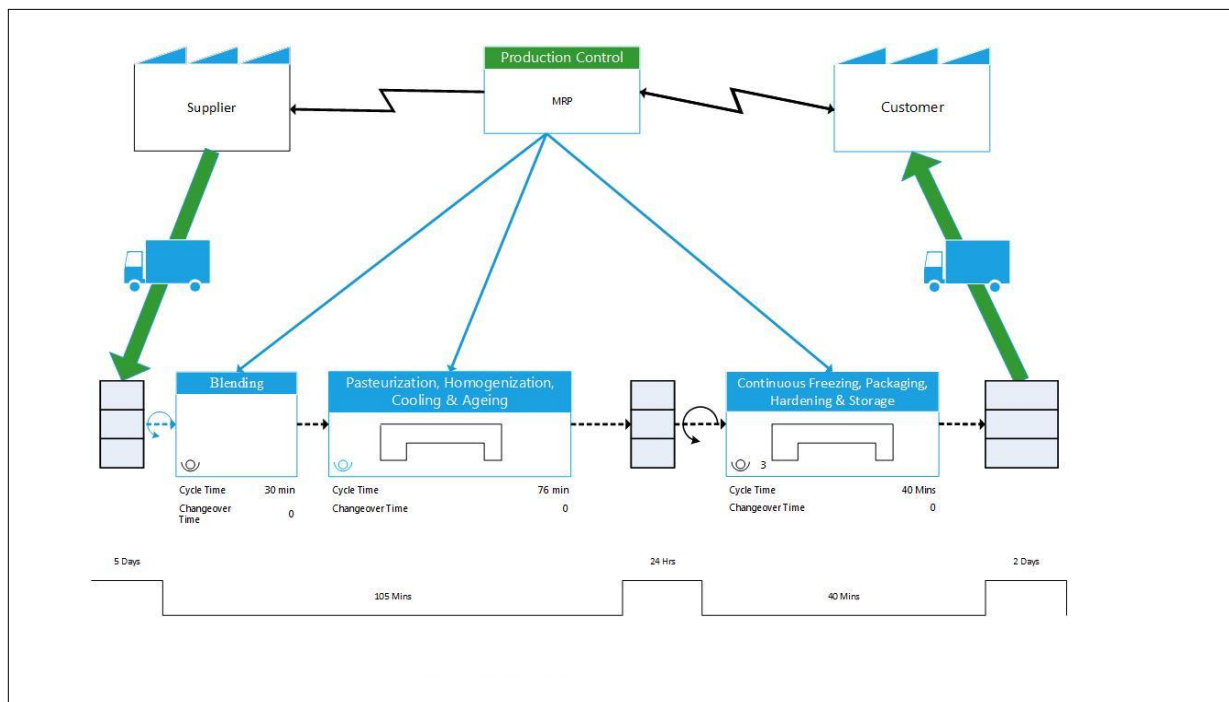 Production Control
MRP
Supplier
Customer
Blending
Pasteurization, Homogenization,
Cooling & Ageing
Continuous Freezing, Packaging,
Hardening & Storage
3
Cycle Time 30 min
Changeover
Time 0
Cycle Time 76 min
Changeover Time 0
Cycle Time 40 Mins
Changeover Time 0
5 Days
24 Hrs
2 Days
105 Mins
40 Mins